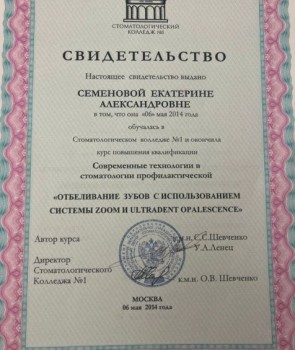 СТОМАТОЛОГИЧЕСКИЙ
КОЛЛЕДЖ №1
СВИДЕТЕЛЬСТВО
Настоящее свидетельство выдано
СЕМЕНОВОЙ ЕКАТЕРИНЕ
АЛЕКСАНДРОВНЕ
в том, что она «06» мая 2014 года
обучалась в
Стоматологическом колледже №1 и окончила
курс повышения квалификации
Современные технологии в
стоматологии профилактической
«ОТБЕЛИВАНИЕ ЗУБОВ С ИСПОЛЬЗОВАНИЕМ
СИСТЕМЫ ZOOM И ULTRADENT OPALESCENCE»
Автор курса
к.м.н. С.С.Шевченко
У.А.Ленец
Директор
Стоматологического
Колледжа №1
к.м.н. О.В. Шевченко
МОСКВА
06 мая 2014 года